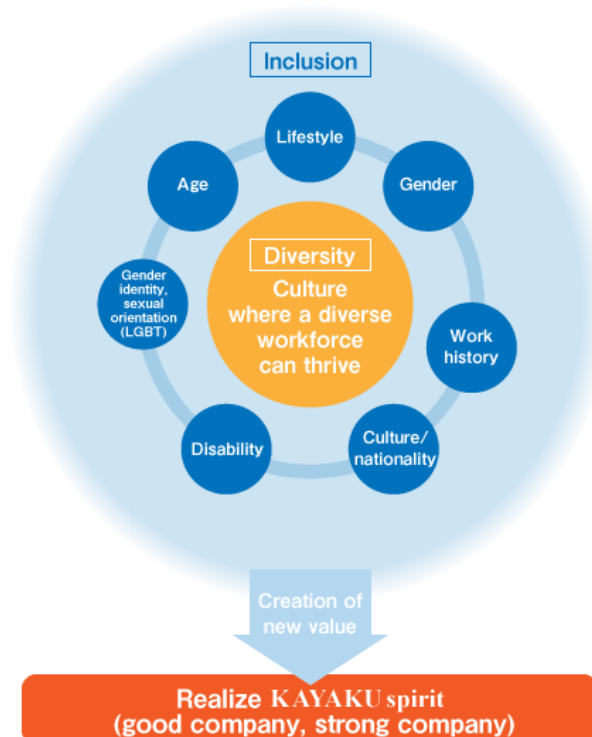 Inclusion
Lifestyle
Gender
Work
history
Culture/
nationality
Disability
Gender
identity,
sexual
orientation
(LGBT)
Age
Diversity
Culture
where a diverse
workforce
can thrive
Creation of
new value
Realize KAYAKU spirit
(good company, strong company)